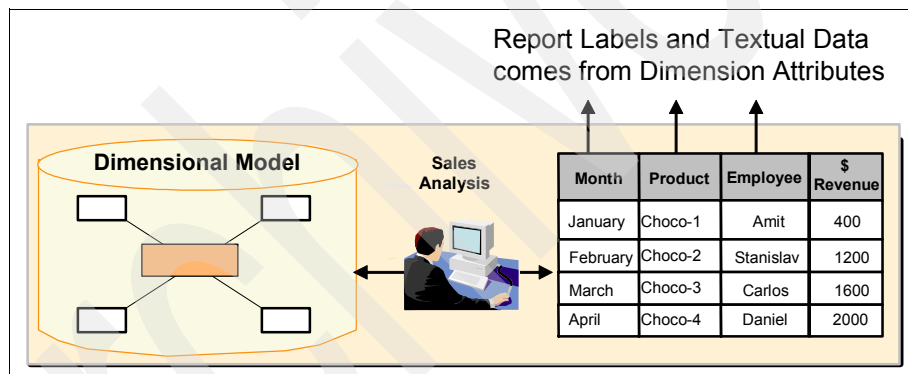 Report Labels and Textual Data
comes from Dimension Attributes
Dimensional Model
Sales
Analysis
Month Product Employee $ Revenue
January Choco-1 Amit 400
February Choco-2 Stanislav 1200
March Choco-3 Carlos 1600
April Choco-4 Daniel 2000